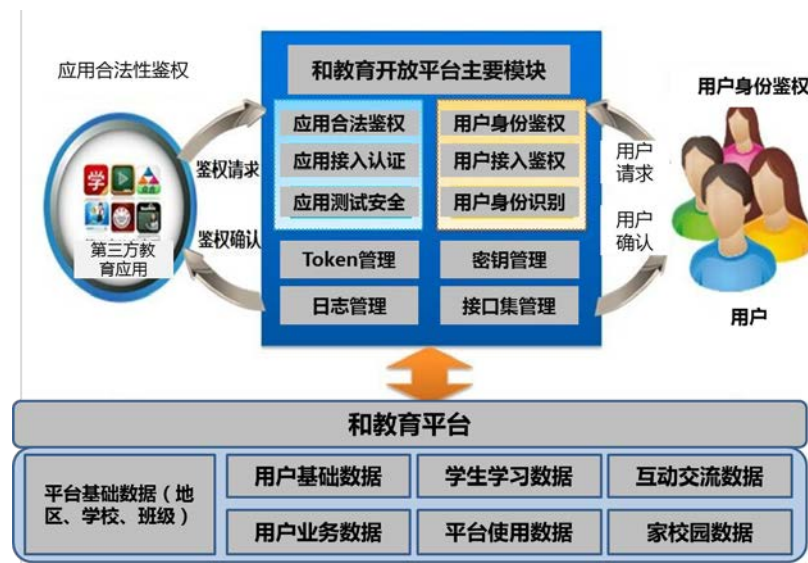 应用合法性鉴权
和教育开放平台主要模块
用户身份鉴权
应用合法鉴权
用户身份鉴权
鉴权请求
应用接入认证
用户接入鉴权
用户
请求
应用测试安全
用户身份识别
学
鉴权确认
用户
确认
第三方教
育应用
Token管理
密钥管理
日志管理
接口集管理
用户
和教育平台
平台基础数据（地
区、学校、班级）
用户基础数据
学生学习数据
互动交流数据
用户业务数据
平台使用数据
家校园数据